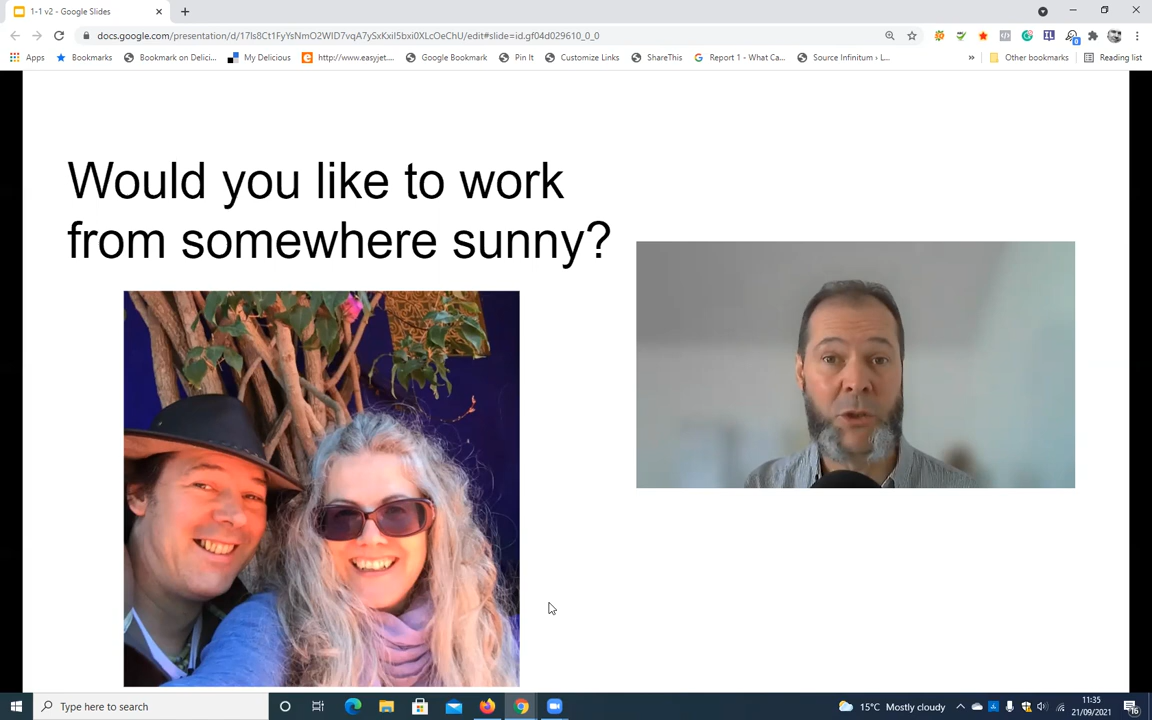 1-1 v2 - Google Slides
docs.google.com/presentation/d/17Is8Ct1FyYsNmO2WID7vqA7ySxKxiI5bxi0XLcOeChU/edit#slide=id.gf04d029610_0_0
Apps
Bookmarks
Bookmark on Delici...
My Delicious
http://www.easyjet....
Google Bookmark
Pin It
Customize Links
ShareThis
Report 1 - What Ca...
Source Infinitum › L...
»
Other bookmarks
Reading list
Would you like to work
from somewhere sunny?
Type here to search
15°C Mostly cloudy
11:35
21/09/2021
16